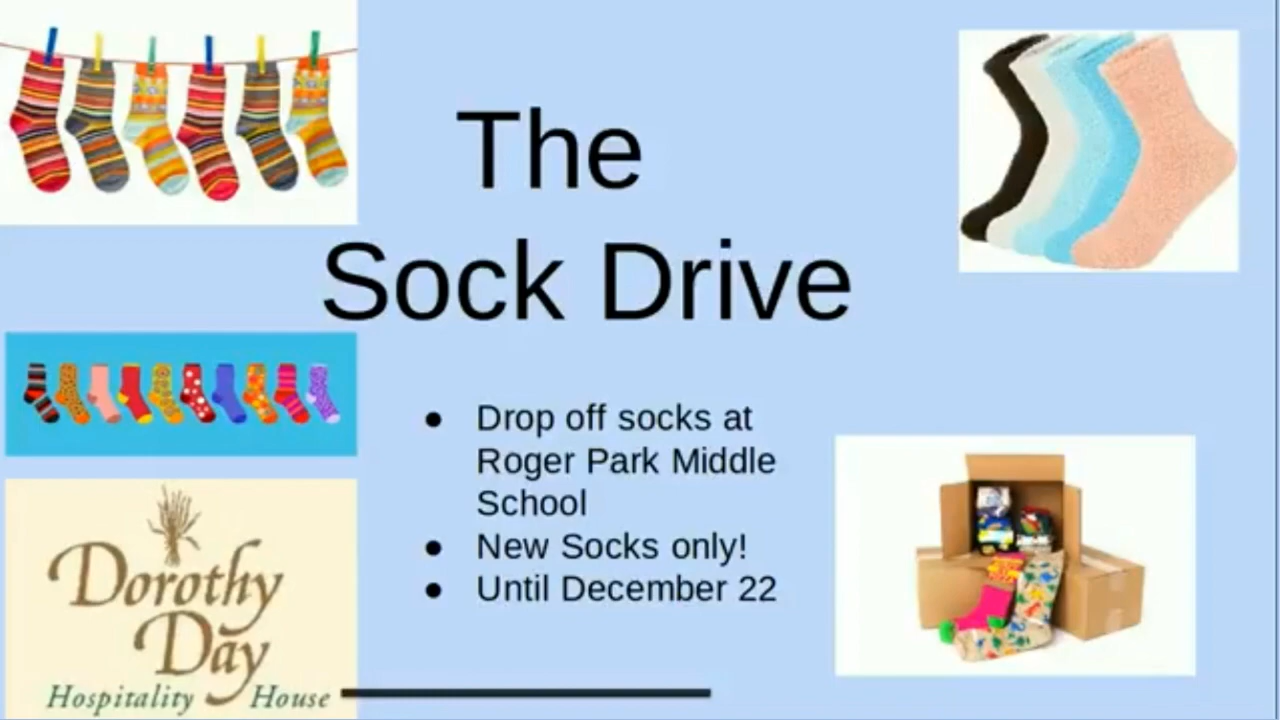 The
Sock Drive
● Drop off socks at
Roger Park Middle
School
● New Socks only!
● Until December 22
Dorothy
Day
Hospitality House